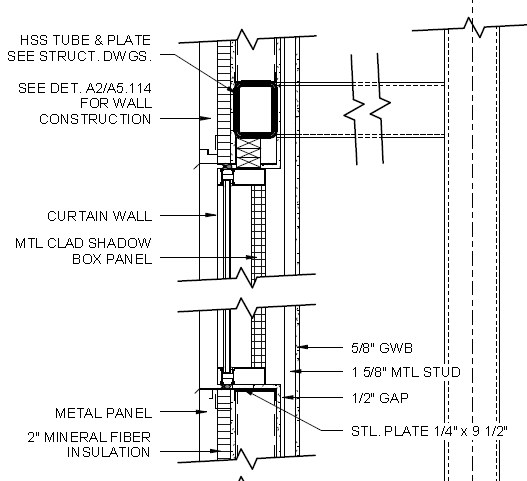 HSS TUBE & PLATE
SEE STRUCT. DWGS.
SEE DET. A2/A5.114
FOR WALL
CONSTRUCTION
CURTAIN WALL
MTL CLAD SHADOW
BOX PANEL
5/8" GWB
1 5/8" MTL STUD
1/2" GAP
METAL PANEL
STL. PLATE 1/4" x 9 1/2"
2" MINERAL FIBER
INSULATION